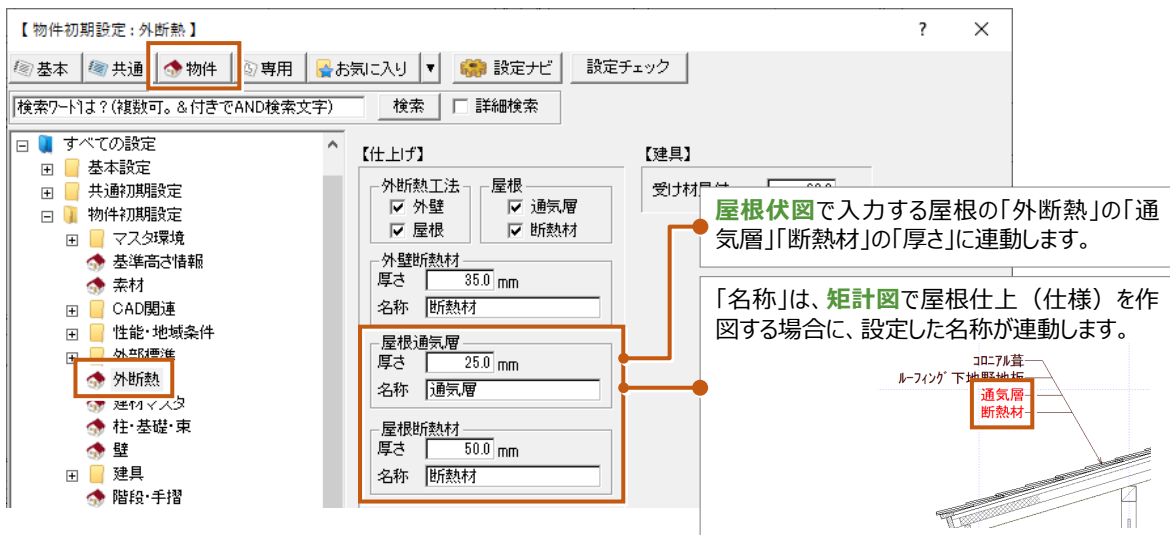 【 物件初期設定 : 外断熱 】
? ×
基本 共通 物件 専用 お気に入り ▼ 設定ナビ 設定チェック
検索ワードは？(複数可。&付きでAND検索文字) 検索 詳細検索
すべての設定
基本設定
共通初期設定
物件初期設定
マスタ環境
基準高さ情報
素材
CAD関連
性能・地域条件
外部標準
外断熱
建材マスタ
柱・基礎・束
壁
建具
階段・手摺
【仕上げ】
外断熱工法
外壁
屋根
屋根
通気層
断熱材
外壁断熱材
厚さ 35.0 mm
名称 断熱材
屋根通気層
厚さ 25.0 mm
名称 通気層
屋根断熱材
厚さ 50.0 mm
名称 断熱材
【建具】
受け材
屋根伏図で入力する屋根の「外断熱」の「通
気層」「断熱材」の「厚さ」に連動します。
「名称」は、矩計図で屋根仕上（仕様）を作
図する場合に、設定した名称が連動します。
コロニアル葺
ルーフィング 下地野地板
通気層
断熱材